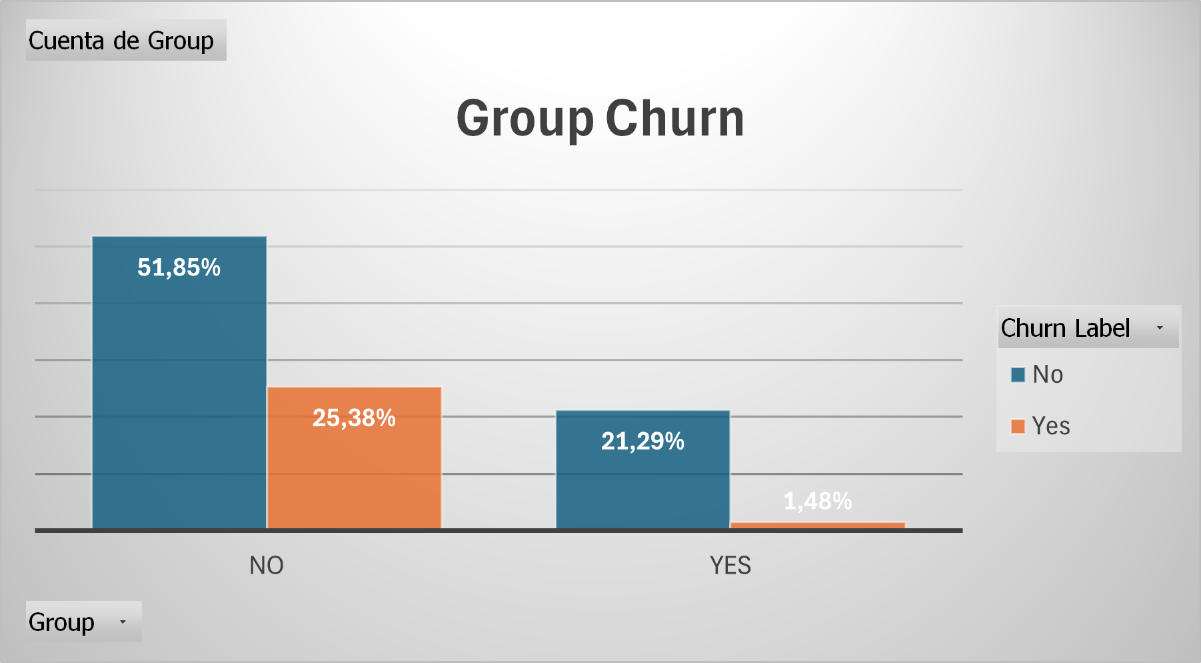 Cuenta de Group
Group Churn
51,85%
25,38%
21,29%
1,48%
NO
YES
Churn Label
No
Yes
Group